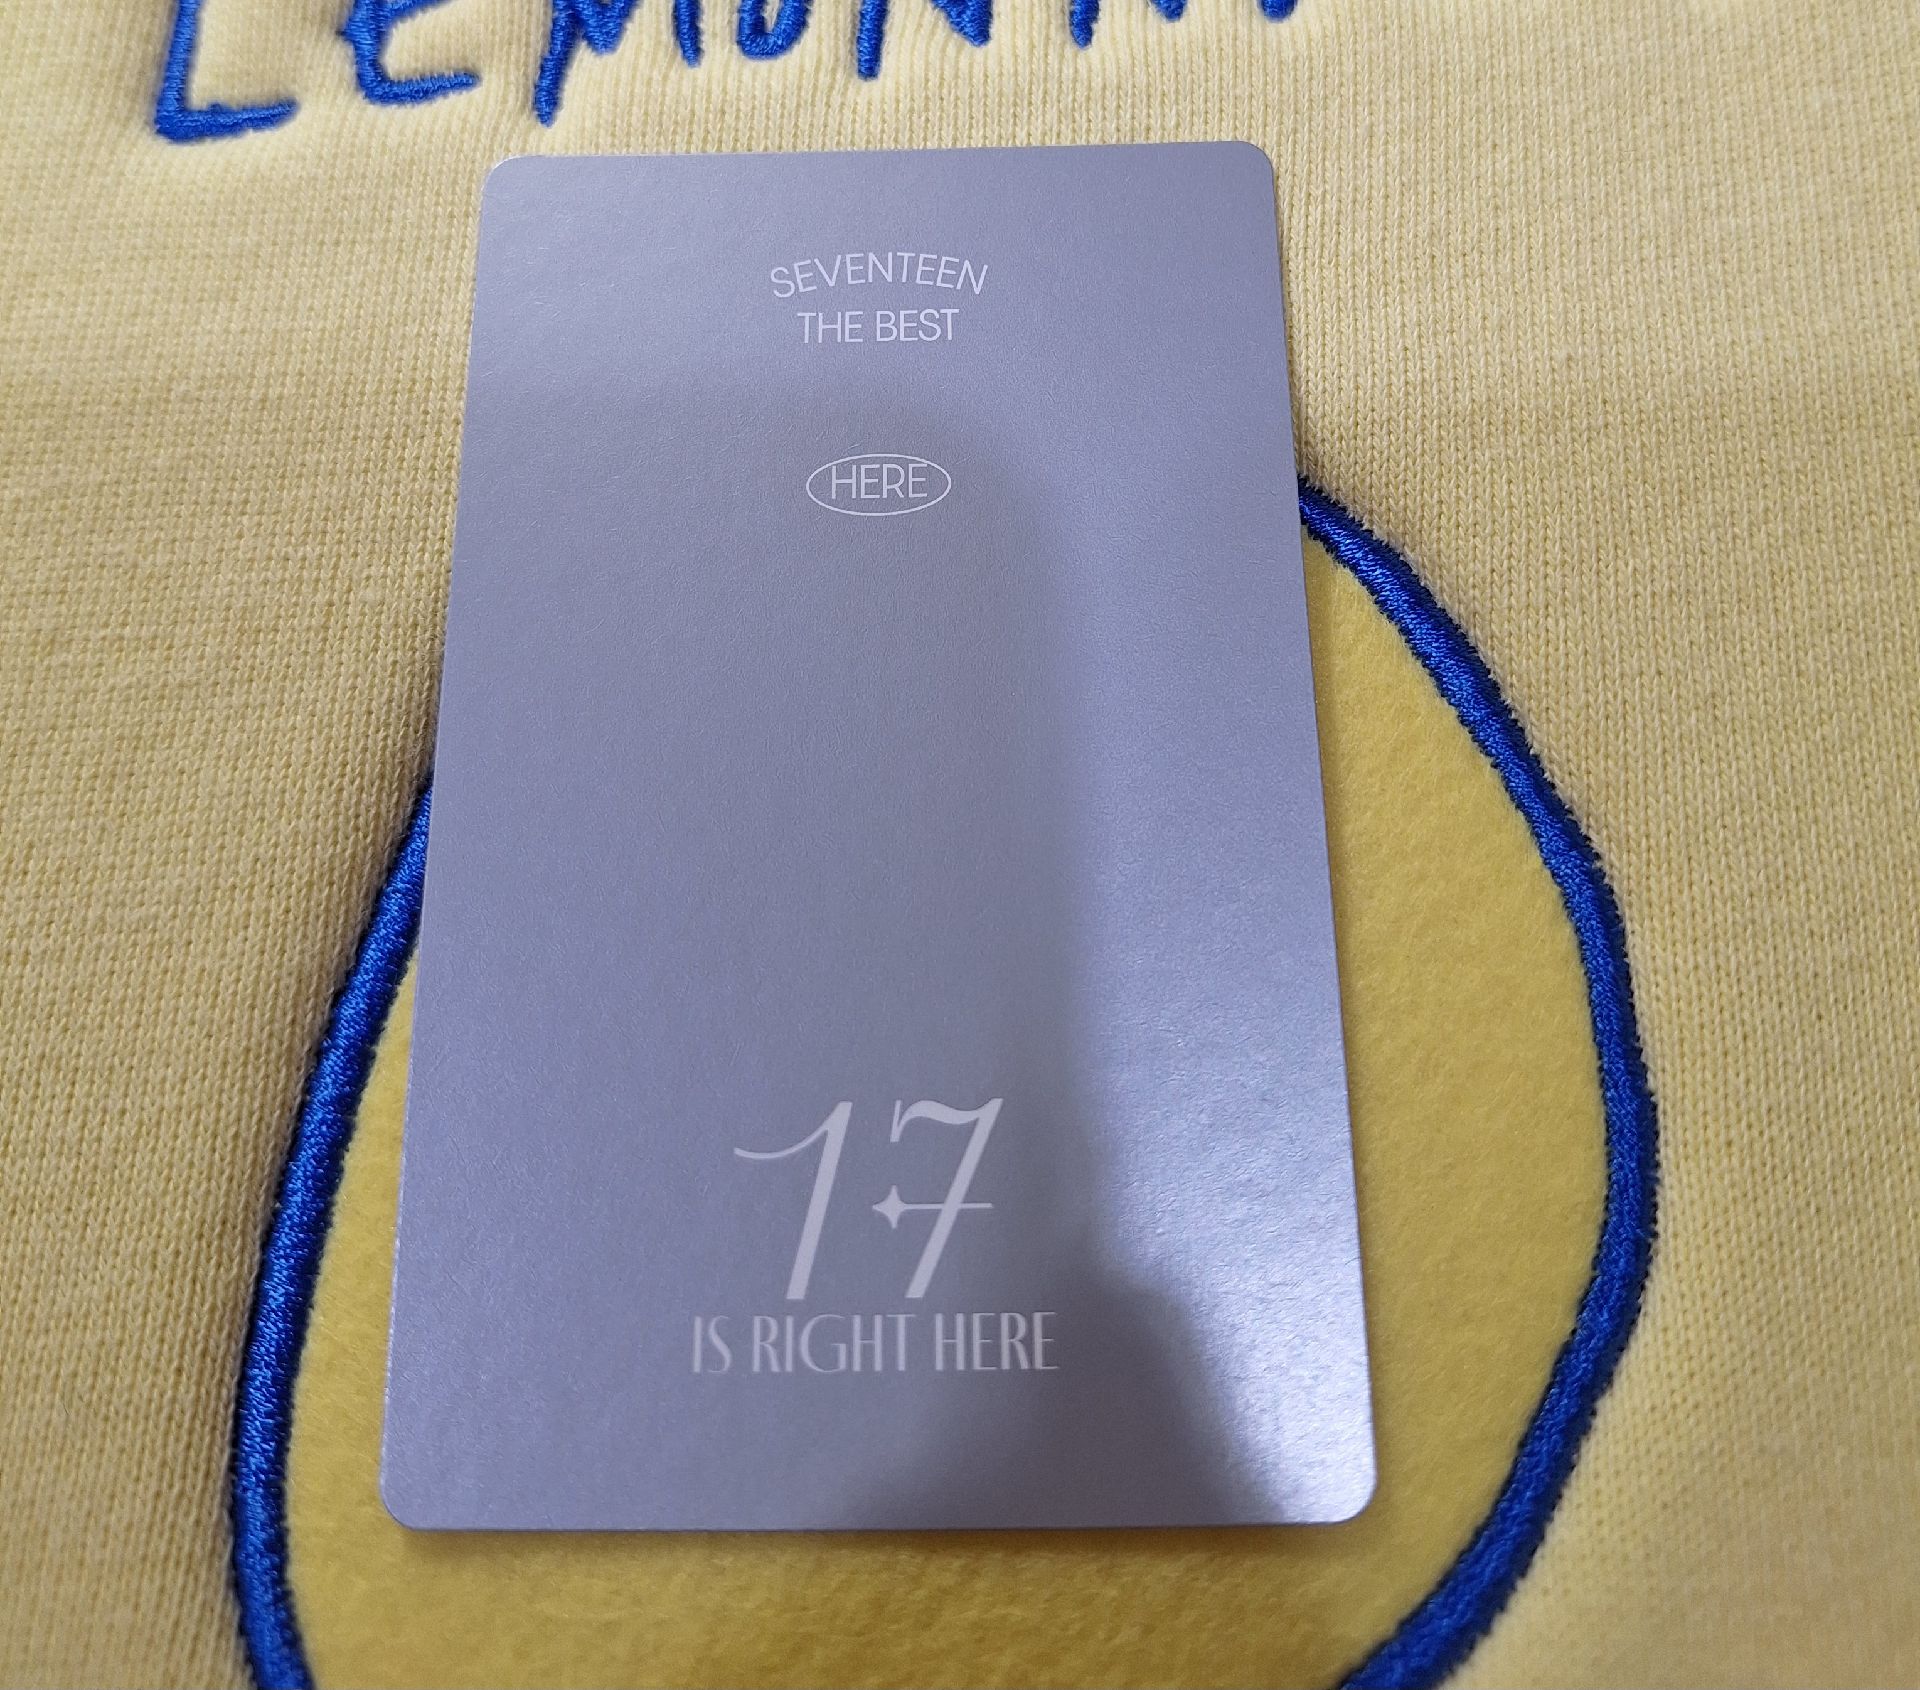 SEVENTEEN
THE BEST
HERE
17
IS RIGHT HERE